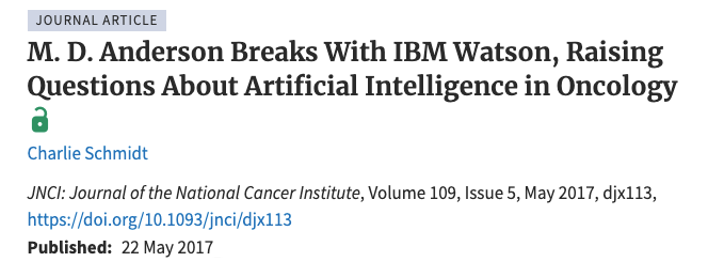 JOURNAL ARTICLE
M. D. Anderson Breaks With IBM Watson, Raising
Questions About Artificial Intelligence in Oncology
Charlie Schmidt
JNCI: Journal of the National Cancer Institute, Volume 109, Issue 5, May 2017, djx113,
https://doi.org/10.1093/jnci/djx113
Published: 22 May 2017